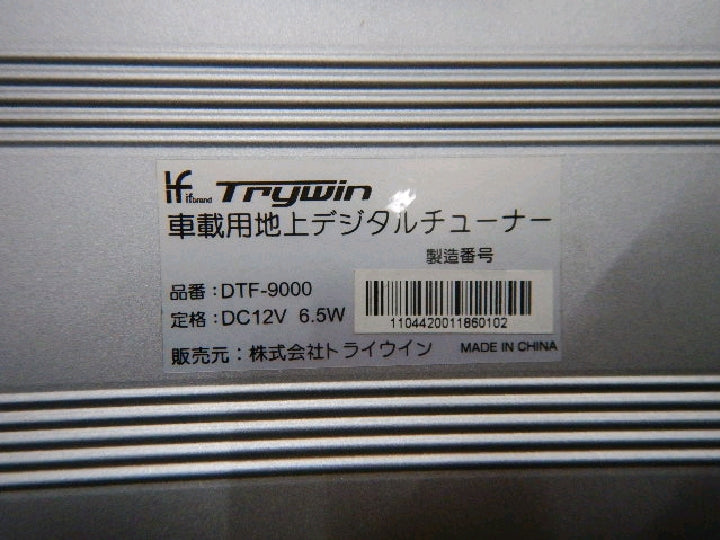 ifbrand Trywin
車載用地上デジタルチューナー
製造番号
品番：DTF-9000
定格：DC12V 6.5W
1104420011860102
販売元：株式会社トライウイン MADE IN CHINA